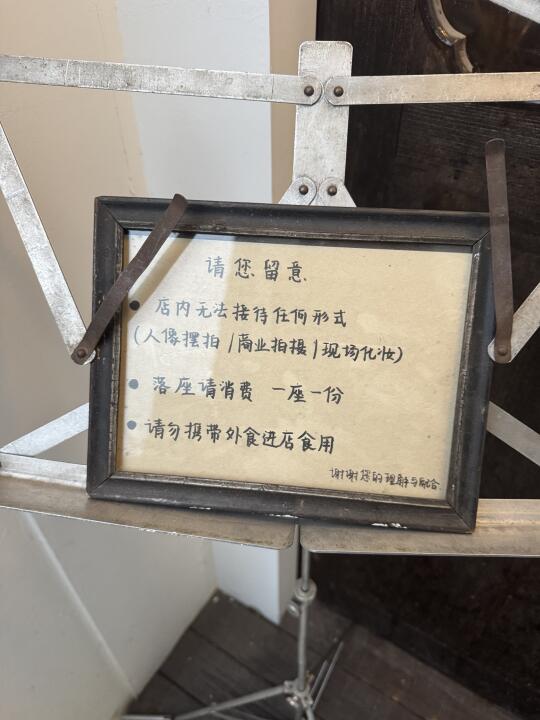 请您留意
● 店内无法接待任何形式
(人像摆拍/商业拍摄/现场化妆)
● 落座请消费 一座一份
● 请勿携带外食进店食用
谢谢您的理解与配合